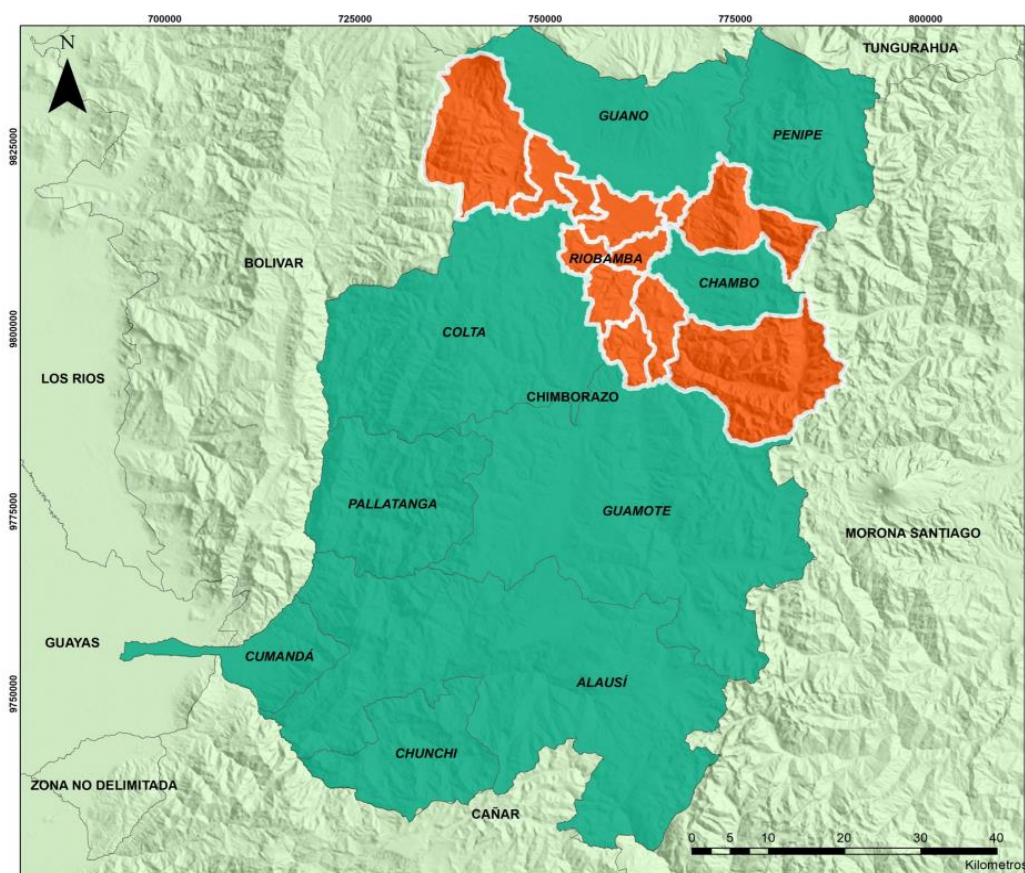 700000 725000 750000 775000 800000
N
TUNGURAHUA
GUANO
PENIPE
9825000
BOLIVAR
RIOBAMBA
CHAMBO
9800000
COLTA
LOS RIOS
CHIMBORAZO
9775000
PALLATANGA
GUAMOTE
MORONA SANTIAGO
GUAYAS
CUMANDÁ
ALAUSÍ
9750000
CHUNCHI
ZONA NO DELIMITADA
CAÑAR
0 5 10 20 30 40
Kilometros